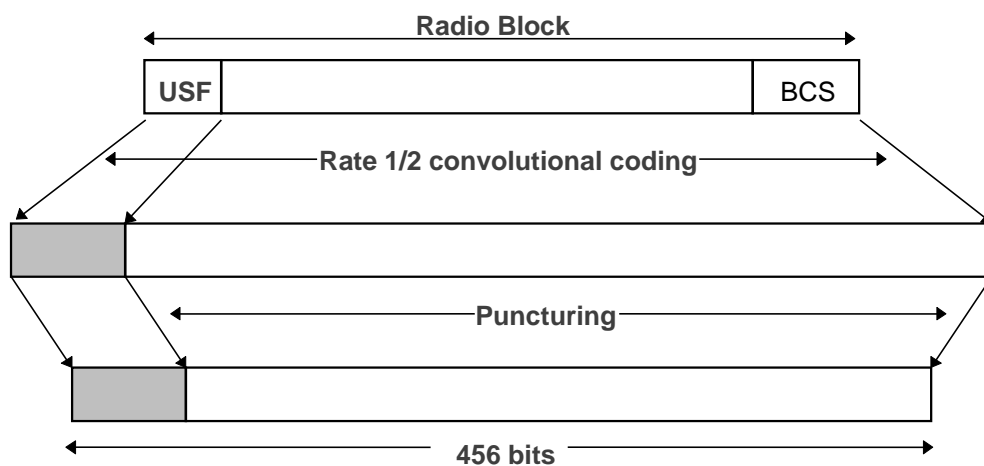 Radio Block
USF
BCS
Rate 1/2 convolutional coding
Puncturing
456 bits